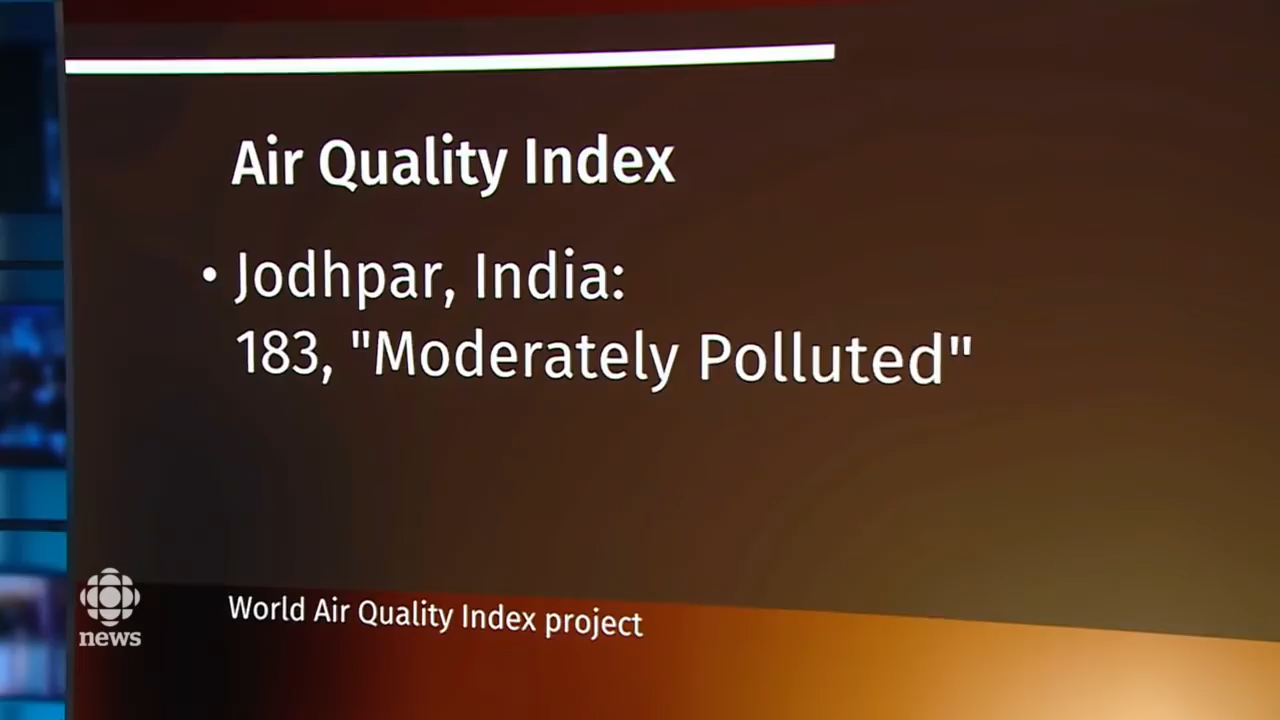 Air Quality Index
• Jodhpar, India:
183, "Moderately Polluted"
World Air Quality Index project
news